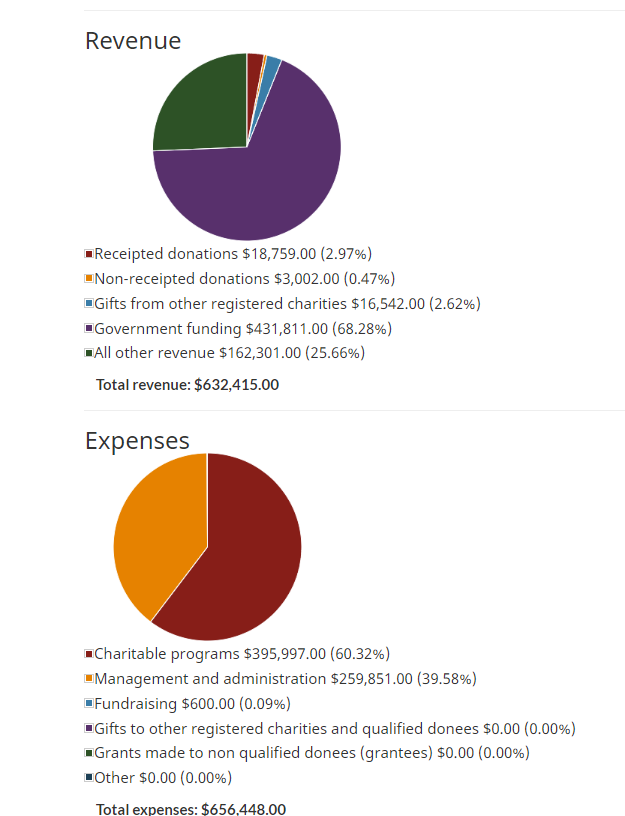 Revenue
Receipted donations $18,759.00 (2.97%)
Non-receipted donations $3,002.00 (0.47%)
Gifts from other registered charities $16,542.00 (2.62%)
Government funding $431,811.00 (68.28%)
All other revenue $162,301.00 (25.66%)
Total revenue: $632,415.00
Expenses
Charitable programs $395,997.00 (60.32%)
Management and administration $259,851.00 (39.58%)
Fundraising $600.00 (0.09%)
Gifts to other registered charities and qualified donees $0.00 (0.00%)
Grants made to non qualified donees (grantees) $0.00 (0.00%)
Other $0.00 (0.00%)
Total expenses: $656,448.00